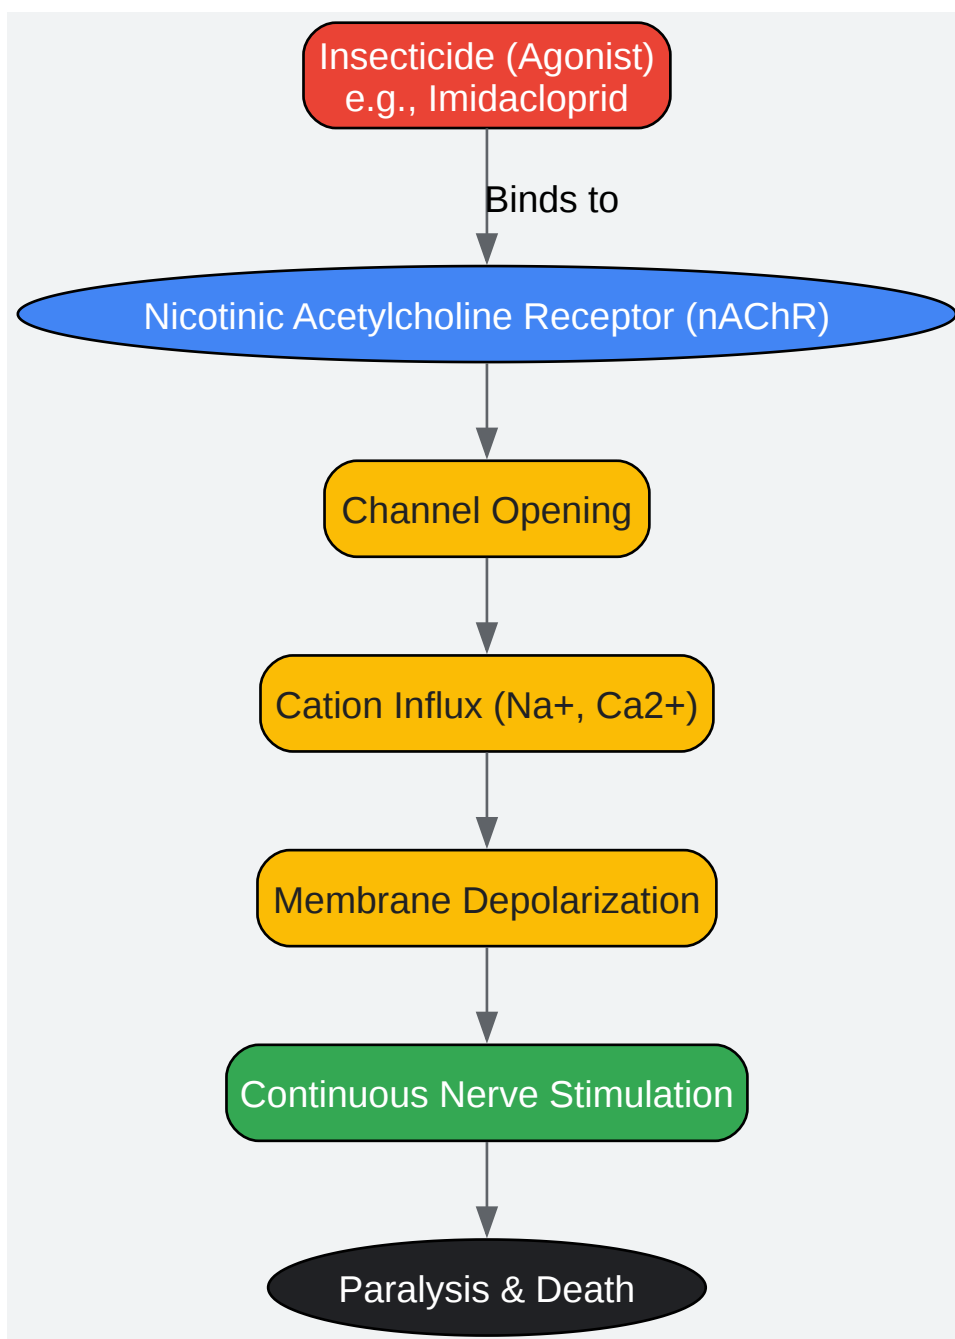 Insecticide (Agonist)
e.g., Imidacloprid
Binds to
Nicotinic Acetylcholine Receptor (nAChR)
Channel Opening
Cation Influx (Na+, Ca2+)
Membrane Depolarization
Continuous Nerve Stimulation
Paralysis & Death